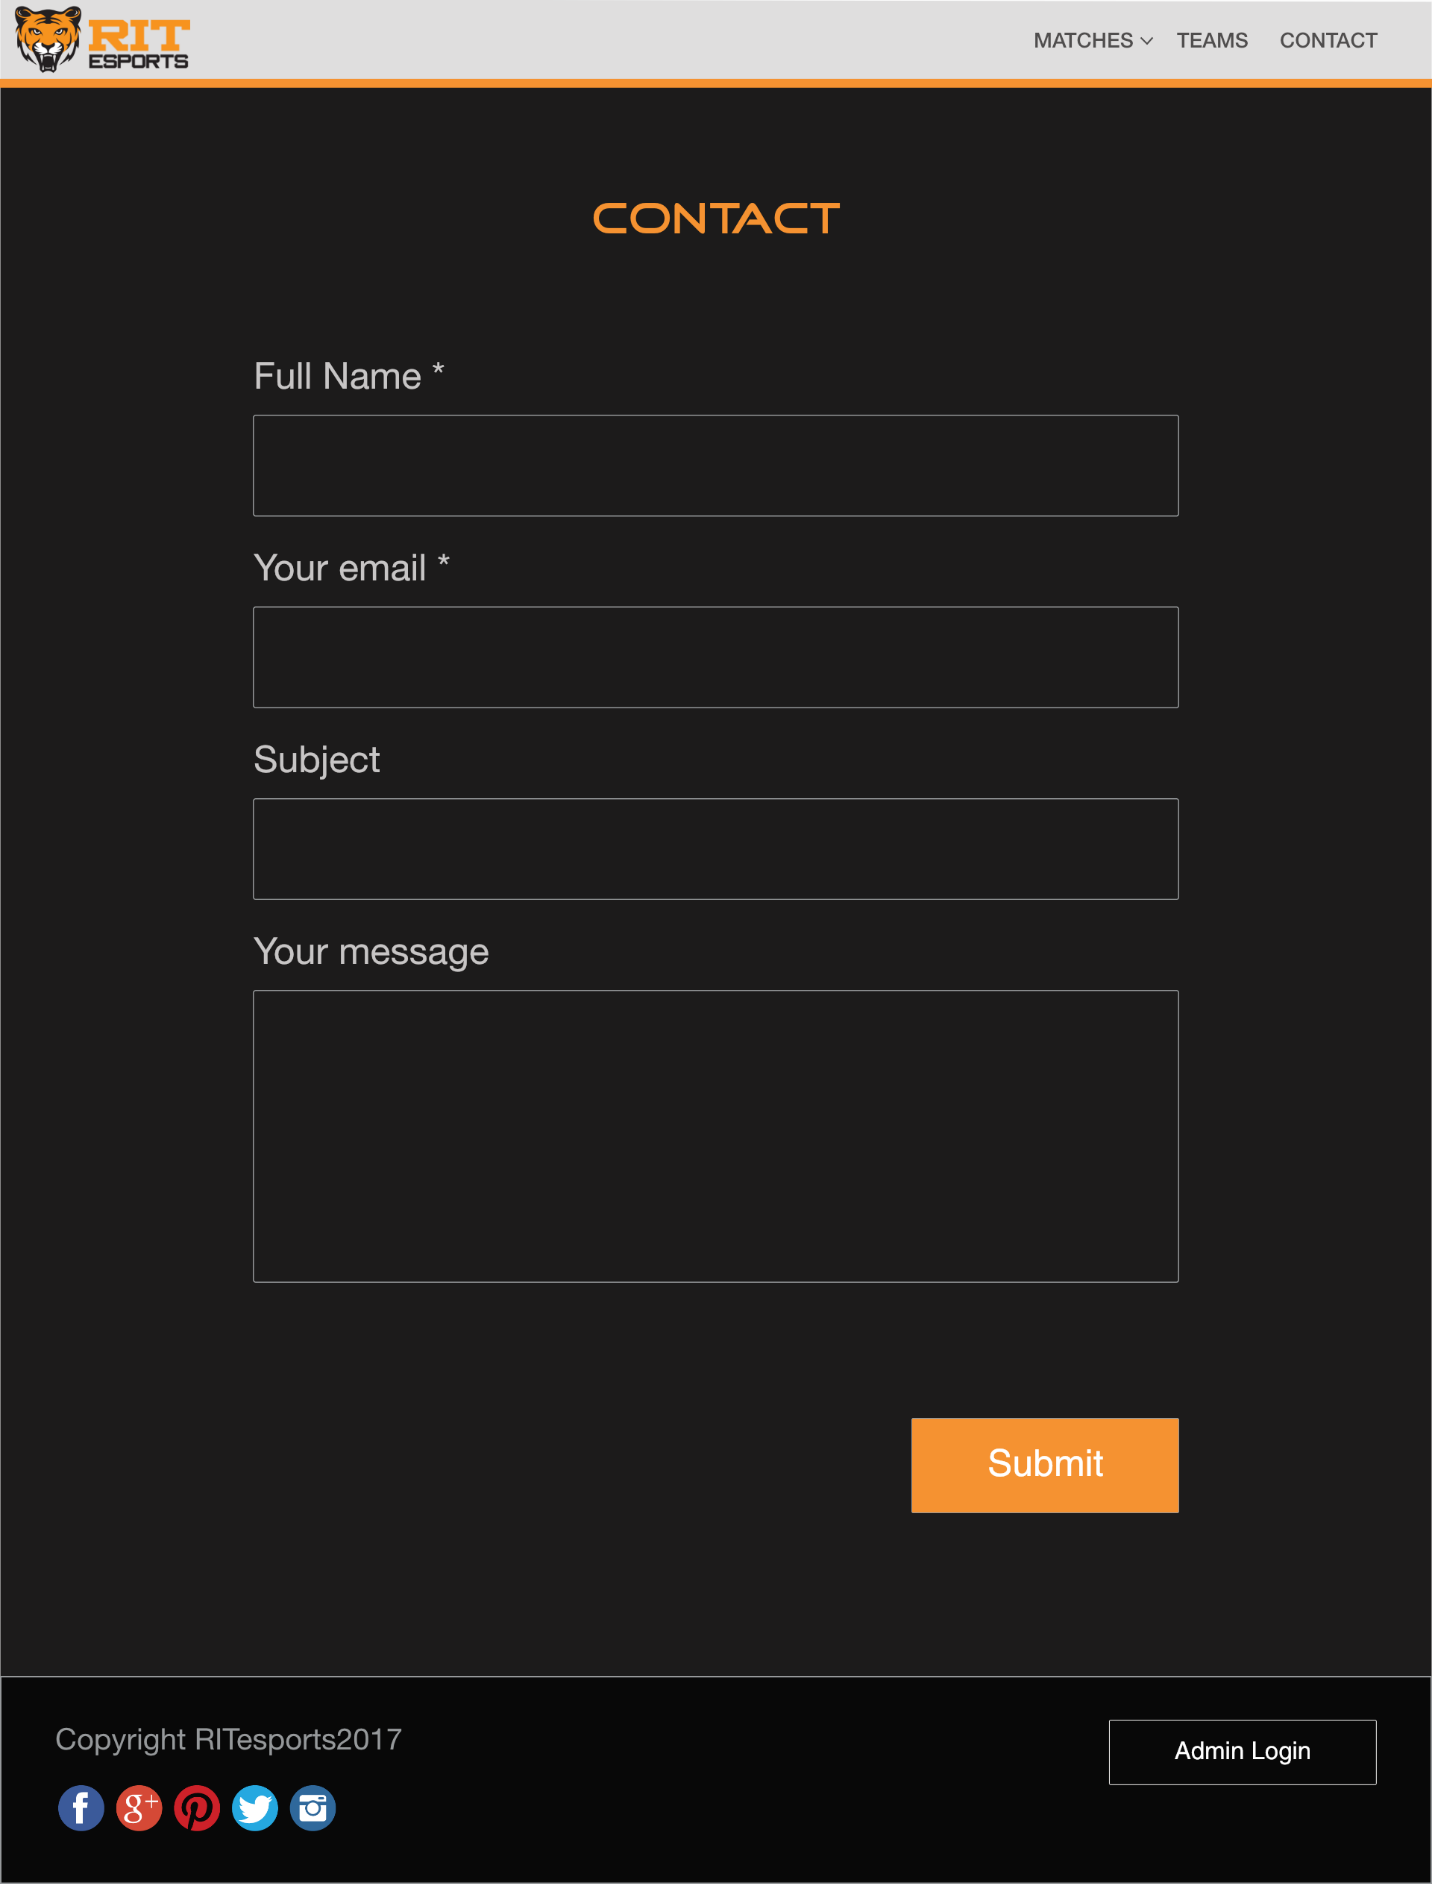 RIT
ESPORTS
MATCHES TEAMS CONTACT
CONTACT
Full Name *
Your email *
Subject
Your message
Submit
Copyright RITesports2017
Admin Login
f g+ P